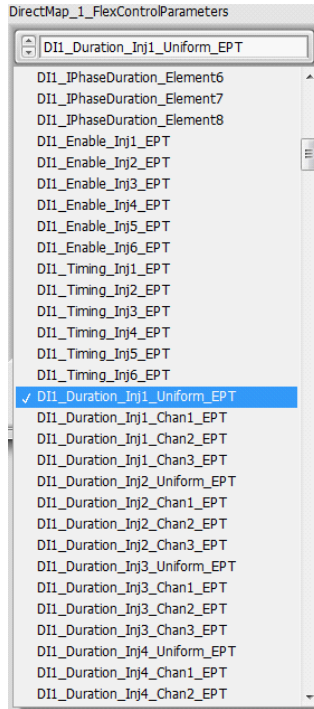 DirectMap_1_FlexControlParameters
DI1_Duration_Inj1_Uniform_EPT
DI1_IPhaseDuration_Element6
DI1_IPhaseDuration_Element7
DI1_IPhaseDuration_Element8
DI1_Enable_Inj1_EPT
DI1_Enable_Inj2_EPT
DI1_Enable_Inj3_EPT
DI1_Enable_Inj4_EPT
DI1_Enable_Inj5_EPT
DI1_Enable_Inj6_EPT
DI1_Timing_Inj1_EPT
DI1_Timing_Inj2_EPT
DI1_Timing_Inj3_EPT
DI1_Timing_Inj4_EPT
DI1_Timing_Inj5_EPT
DI1_Timing_Inj6_EPT
✓ DI1_Duration_Inj1_Uniform_EPT
DI1_Duration_Inj1_Chan1_EPT
DI1_Duration_Inj1_Chan2_EPT
DI1_Duration_Inj1_Chan3_EPT
DI1_Duration_Inj2_Uniform_EPT
DI1_Duration_Inj2_Chan1_EPT
DI1_Duration_Inj2_Chan2_EPT
DI1_Duration_Inj2_Chan3_EPT
DI1_Duration_Inj3_Uniform_EPT
DI1_Duration_Inj3_Chan1_EPT
DI1_Duration_Inj3_Chan2_EPT
DI1_Duration_Inj3_Chan3_EPT
DI1_Duration_Inj4_Uniform_EPT
DI1_Duration_Inj4_Chan1_EPT
DI1_Duration_Inj4_Chan2_EPT